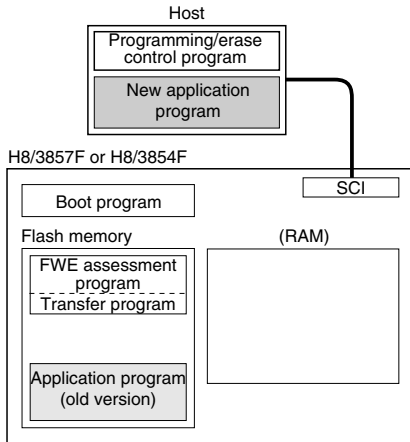 Host
Programming/erase
control program
New application
program
H8/3857F or H8/3854F
SCI
Boot program
Flash memory
(RAM)
FWE assessment
program
Transfer program
Application program
(old version)